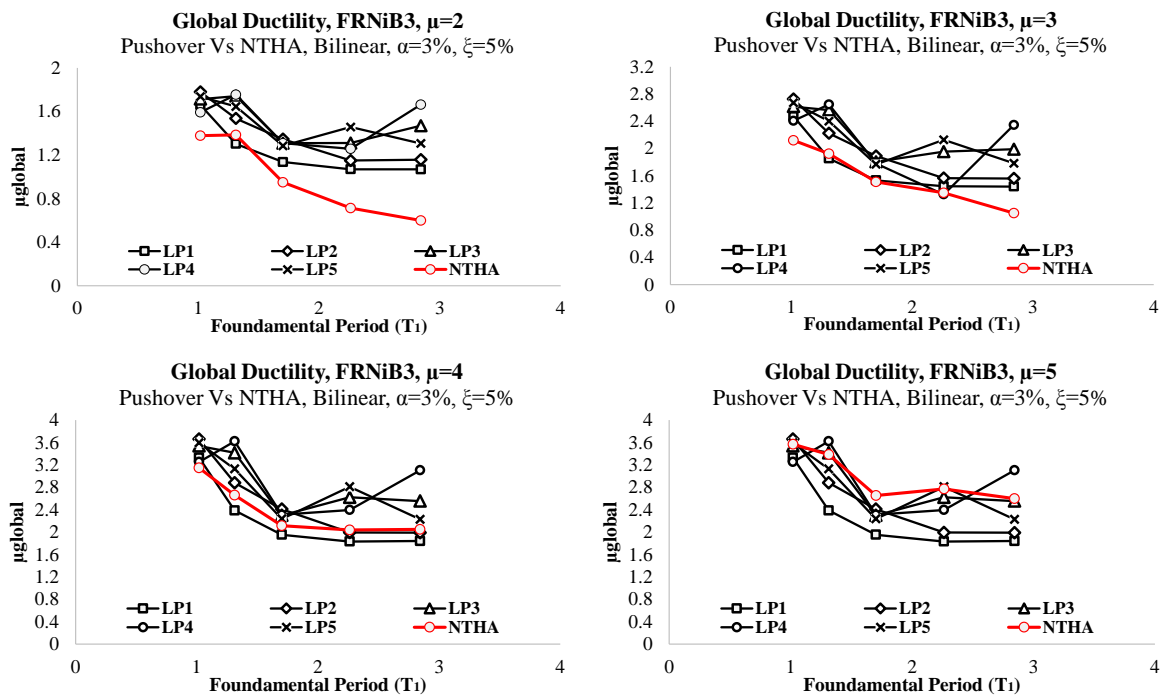 Global Ductility, FRNiB3, μ=2
Pushover Vs NTHA, Bilinear, α=3%, ξ=5%
2
1.6
1.2
0.8
0.4
0
μglobal
LP1 LP2 LP3
LP4 LP5 NTHA
0 1 2 3 4
Foundamental Period (T1)
Global Ductility, FRNiB3, μ=3
Pushover Vs NTHA, Bilinear, α=3%, ξ=5%
3.2
2.8
2.4
2
1.6
1.2
0.8
0.4
0
μglobal
LP1 LP2 LP3
LP4 LP5 NTHA
0 1 2 3 4
Foundamental Period (T1)
Global Ductility, FRNiB3, μ=4
Pushover Vs NTHA, Bilinear, α=3%, ξ=5%
4
3.6
3.2
2.8
2.4
2
1.6
1.2
0.8
0.4
0
μglobal
LP1 LP2 LP3
LP4 LP5 NTHA
0 1 2 3 4
Foundamental Period (T1)
Global Ductility, FRNiB3, μ=5
Pushover Vs NTHA, Bilinear, α=3%, ξ=5%
4
3.6
3.2
2.8
2.4
2
1.6
1.2
0.8
0.4
0
μglobal
LP1 LP2 LP3
LP4 LP5 NTHA
0 1 2 3 4
Foundamental Period (T1)